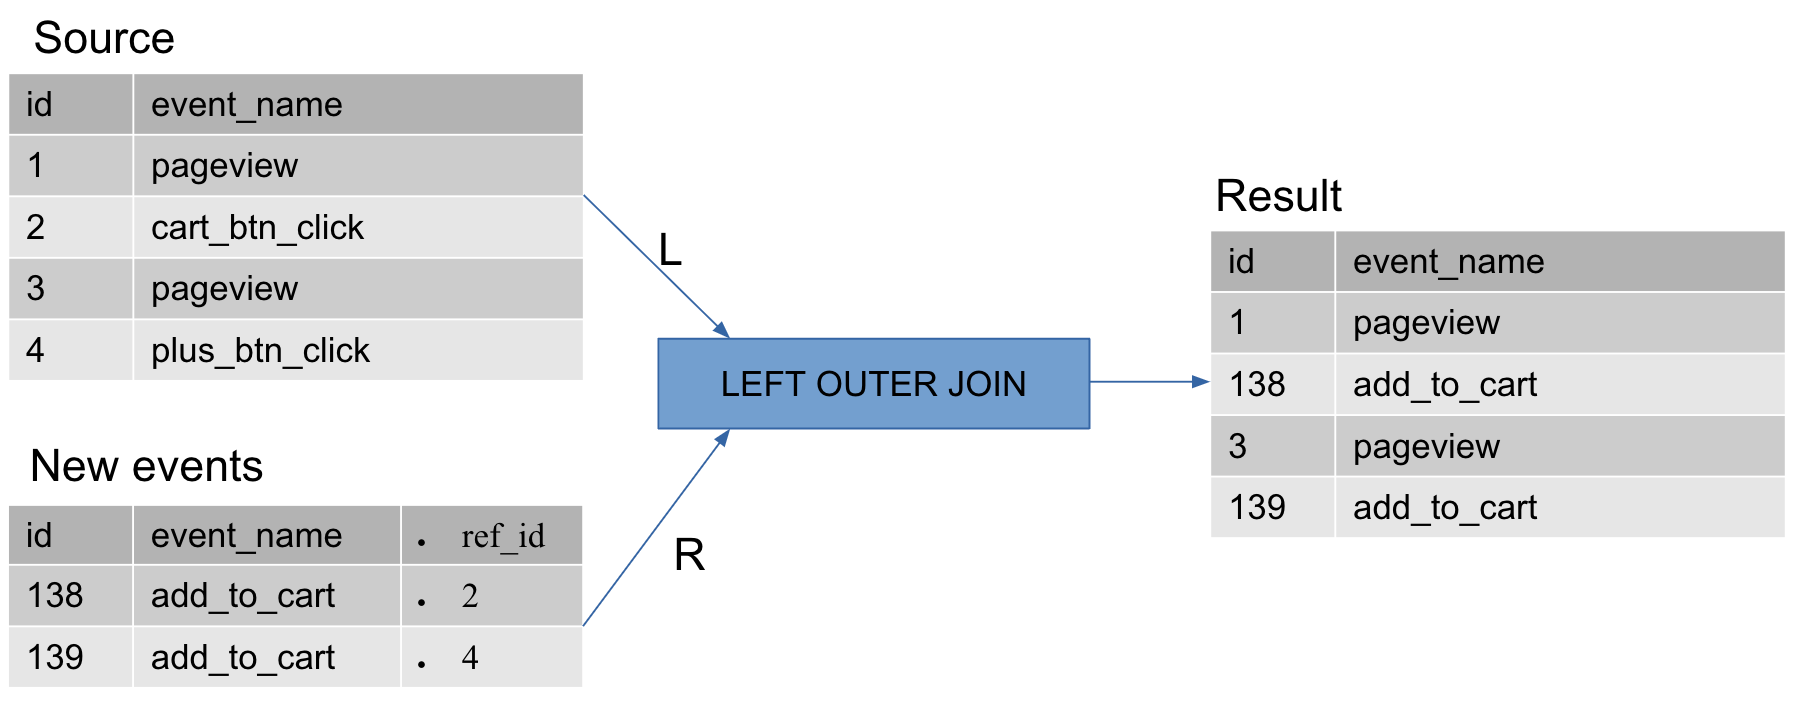 Source
id event_name
1 pageview
2 cart_btn_click
3 pageview
4 plus_btn_click
New events
id event_name • ref_id
138 add_to_cart • 2
139 add_to_cart • 4
L
R
LEFT OUTER JOIN
Result
id event_name
1 pageview
138 add_to_cart
3 pageview
139 add_to_cart